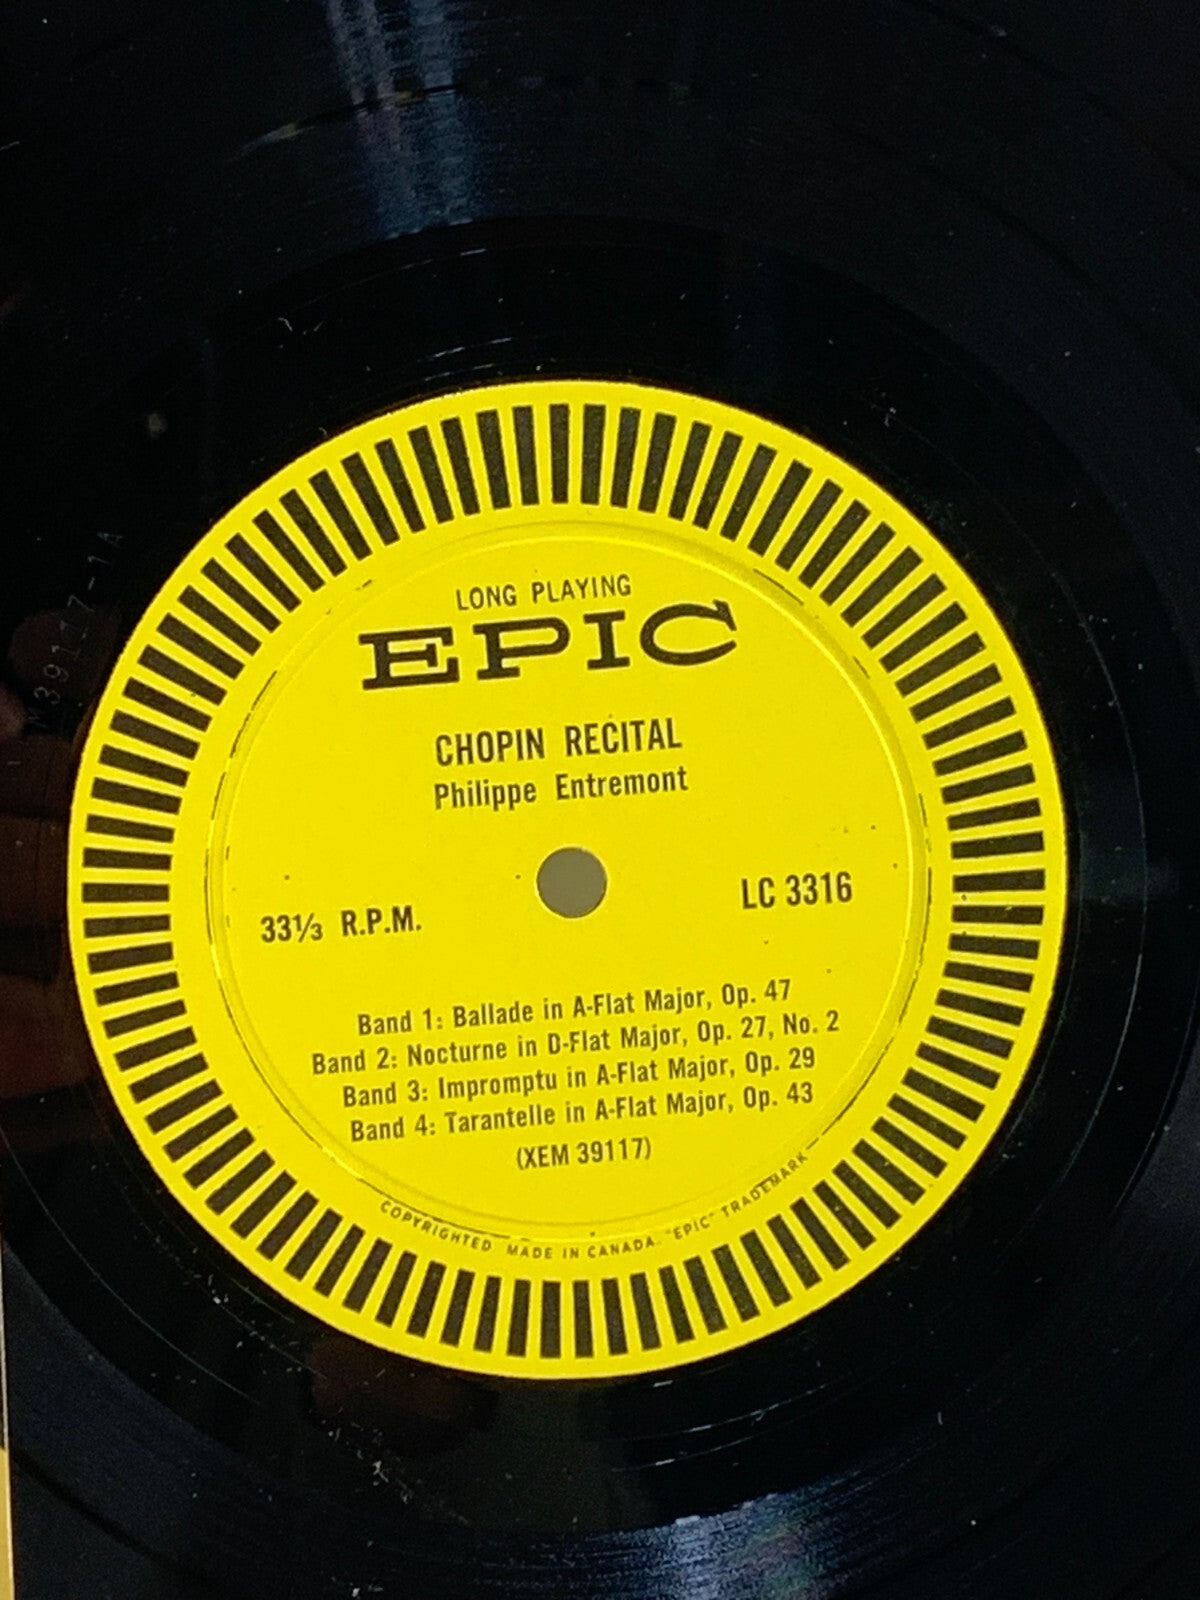 LONG PLAYING
EPIC
CHOPIN RECITAL
Philippe Entremont
33⅓ R.P.M.
LC 3316
Band 1: Ballade in A-Flat Major, Op. 47
Band 2: Nocturne in D-Flat Major, Op. 27, No. 2
Band 3: Impromptu in A-Flat Major, Op. 29
Band 4: Tarantelle in A-Flat Major, Op. 43
(XEM 39117)
COPYRIGHTED MADE IN CANADA. "EPIC" TRADEMARK
39117-1A